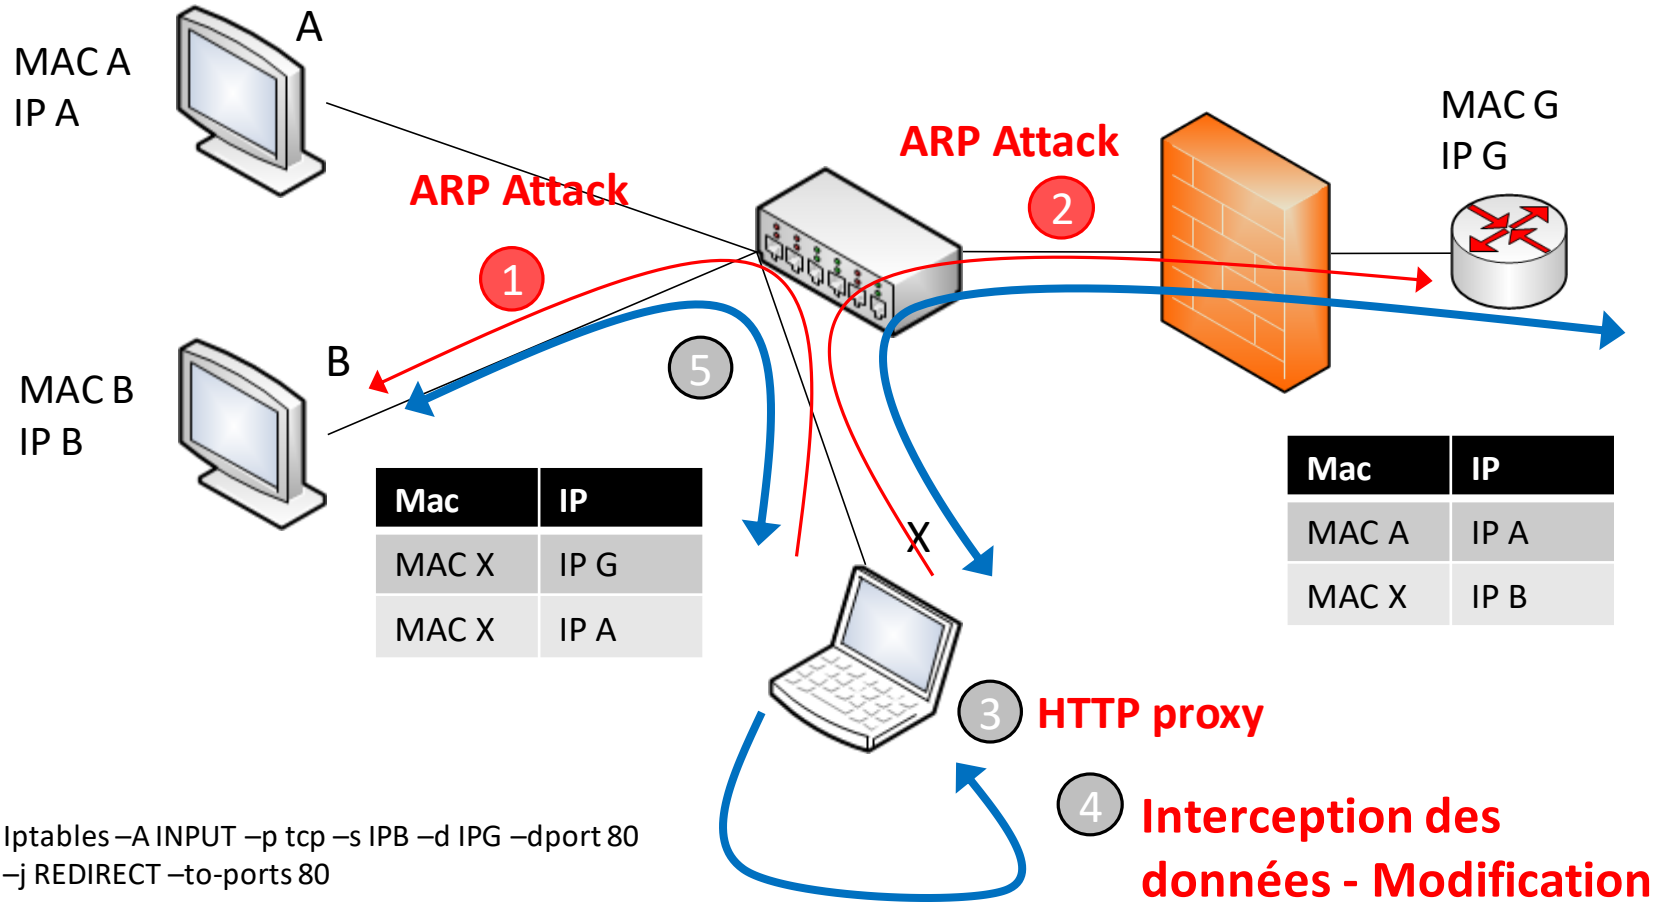 A
MAC A
IP A
ARP Attack
1
ARP Attack
2
MAC G
IP G
B
MAC B
IP B
5
Mac IP
MAC X IP G
MAC X IP A
X
Mac IP
MAC A IP A
MAC X IP B
3 HTTP proxy
4 Interception des
données - Modification
Iptables –A INPUT –p tcp –s IPB –d IPG –dport 80
–j REDIRECT –to-ports 80